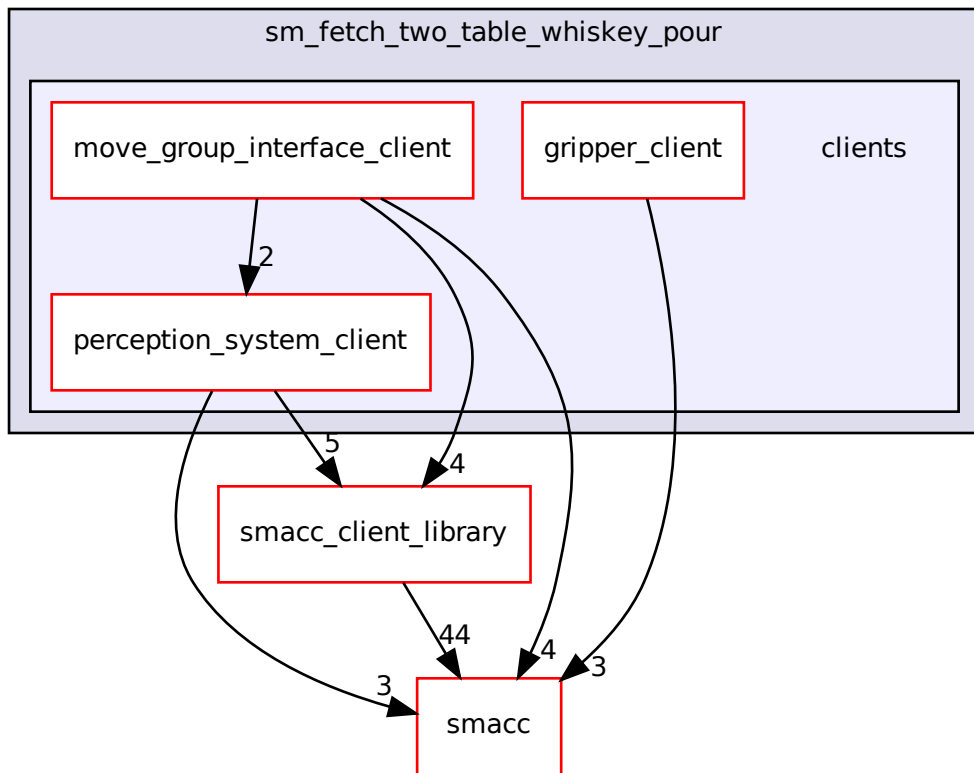 sm_fetch_two_table_whiskey_pour
move_group_interface_client
gripper_client
clients
2
perception_system_client
5
4
smacc_client_library
44
4
3
3
smacc